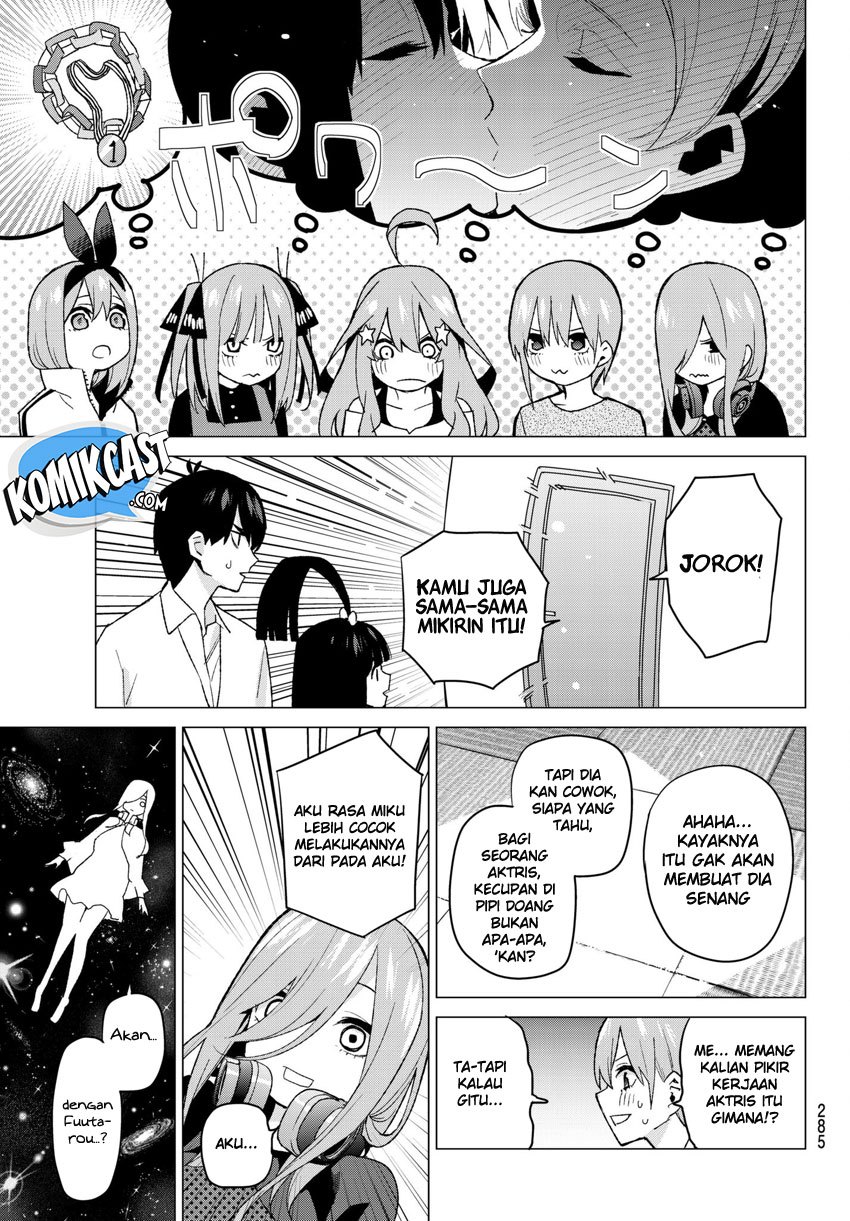 1
ポワ〜ン
KOMIKCAST
.COM
JOROK!
KAMU JUGA
SAMA-SAMA
MIKIRIN ITU!
AHAHA...
KAYAKNYA
ITU GAK AKAN
MEMBUAT DIA
SENANG
TAPI DIA
KAN COWOK,
SIAPA YANG
TAHU,
BAGI
SEORANG
AKTRIS,
KECUPAN DI
PIPI DOANG
BUKAN
APA-APA,
'KAN?
ME... MEMANG
KALIAN PIKIR
KERJAAN
AKTRIS ITU
GIMANA!?
TA-TAPI
KALAU
GITU...
AKU RASA MIKU
LEBIH COCOK
MELAKUKANNYA
DARI PADA AKU!
AKU...
Akan...
dengan
Fuuta-
rou...?
285